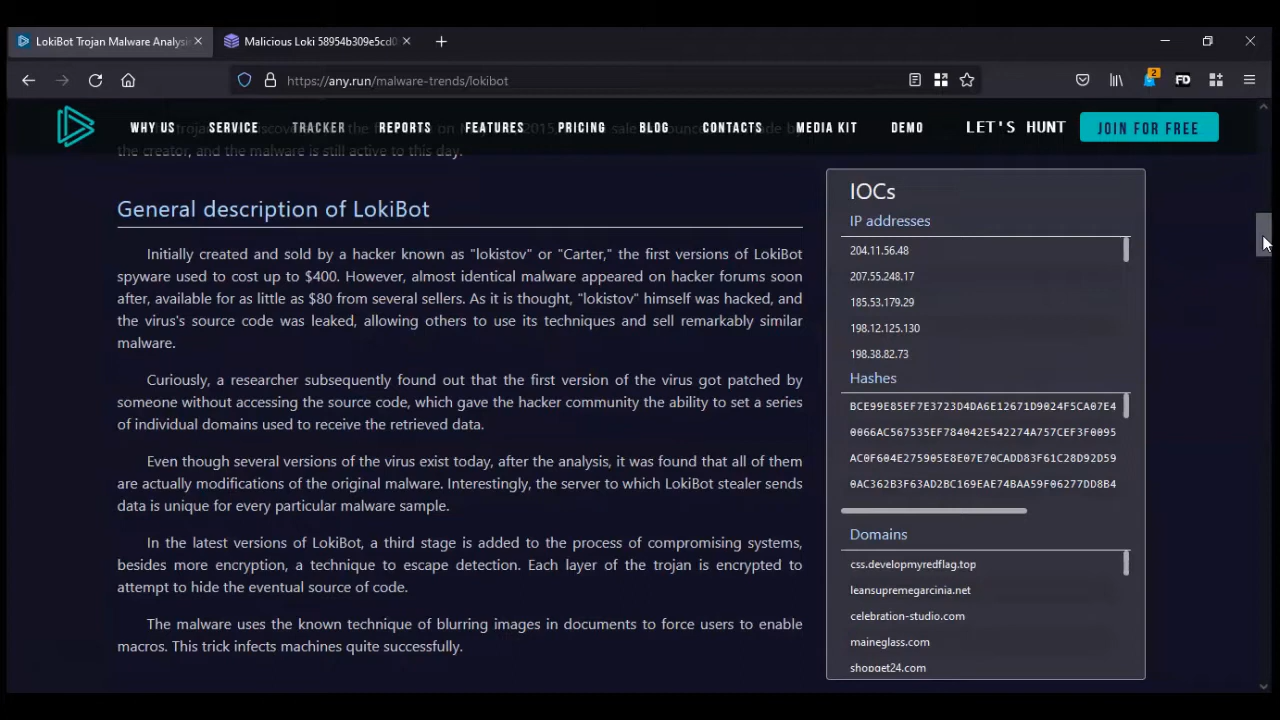 LokiBot Trojan Malware Analysis
Malicious Loki 58954b309e5cd0
https://any.run/malware-trends/lokibot
2
FD
WHY US
SERVICE
TRACKER
REPORTS
FEATURES
PRICING
BLOG
CONTACTS
MEDIA KIT
DEMO
LET'S HUNT
JOIN FOR FREE
the creator, and the malware is still active to this day.
General description of LokiBot
Initially created and sold by a hacker known as "lokistov" or "Carter," the first versions of LokiBot
spyware used to cost up to $400. However, almost identical malware appeared on hacker forums soon
after, available for as little as $80 from several sellers. As it is thought, "lokistov" himself was hacked, and
the virus's source code was leaked, allowing others to use its techniques and sell remarkably similar
malware.
Curiously, a researcher subsequently found out that the first version of the virus got patched by
someone without accessing the source code, which gave the hacker community the ability to set a series
of individual domains used to receive the retrieved data.
Even though several versions of the virus exist today, after the analysis, it was found that all of them
are actually modifications of the original malware. Interestingly, the server to which LokiBot stealer sends
data is unique for every particular malware sample.
In the latest versions of LokiBot, a third stage is added to the process of compromising systems,
besides more encryption, a technique to escape detection. Each layer of the trojan is encrypted to
attempt to hide the eventual source of code.
The malware uses the known technique of blurring images in documents to force users to enable
macros. This trick infects machines quite successfully.
IOCs
IP addresses
204.11.56.48
207.55.248.17
185.53.179.29
198.12.125.130
198.38.82.73
Hashes
BCE99E85EF7E3723D4DA6E12671D9024F5CA07E4
0066AC567535EF784042E542274A757CEF3F0095
AC0F604E275905E8E07E70CADD83F61C28D92D59
0AC362B3F63AD2BC169EAE74BAA59F06277DD8B4
Domains
css.developmyredflag.top
leansupremegarcinia.net
celebration-studio.com
maineglass.com
shopget24.com